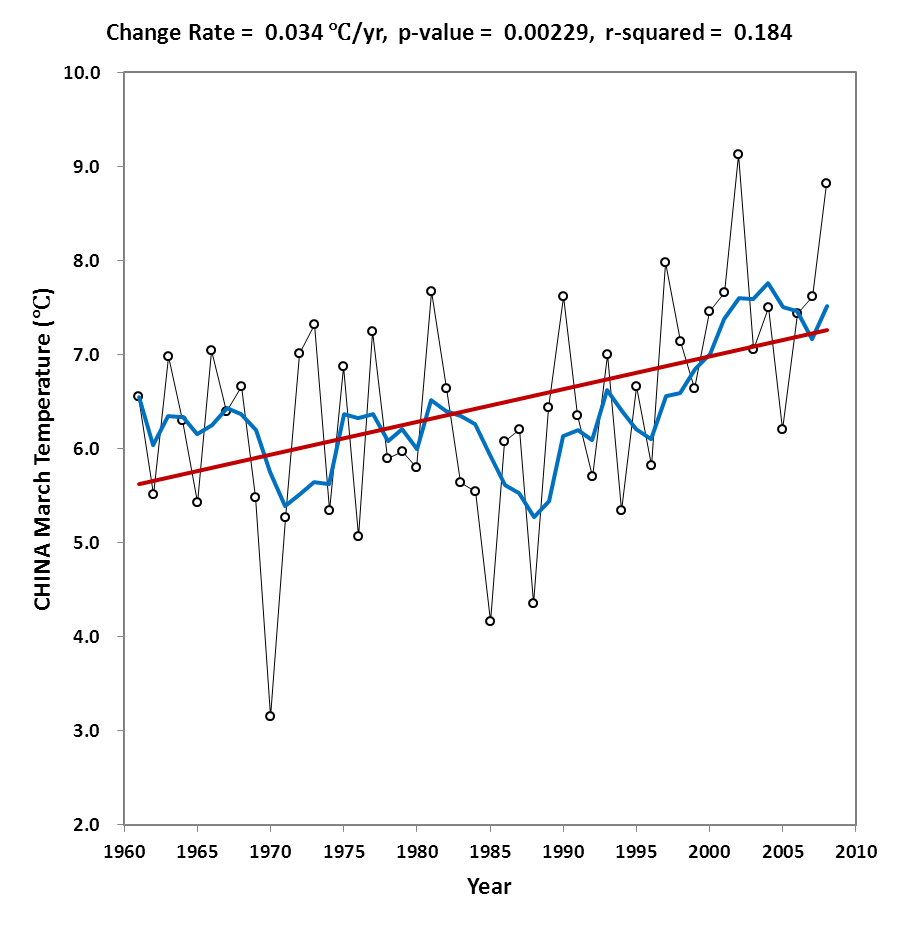 Change Rate = 0.034 ℃/yr, p-value = 0.00229, r-squared = 0.184
10.0
9.0
8.0
7.0
6.0
5.0
4.0
3.0
2.0
CHINA March Temperature (℃)
1960 1965 1970 1975 1980 1985 1990 1995 2000 2005 2010
Year